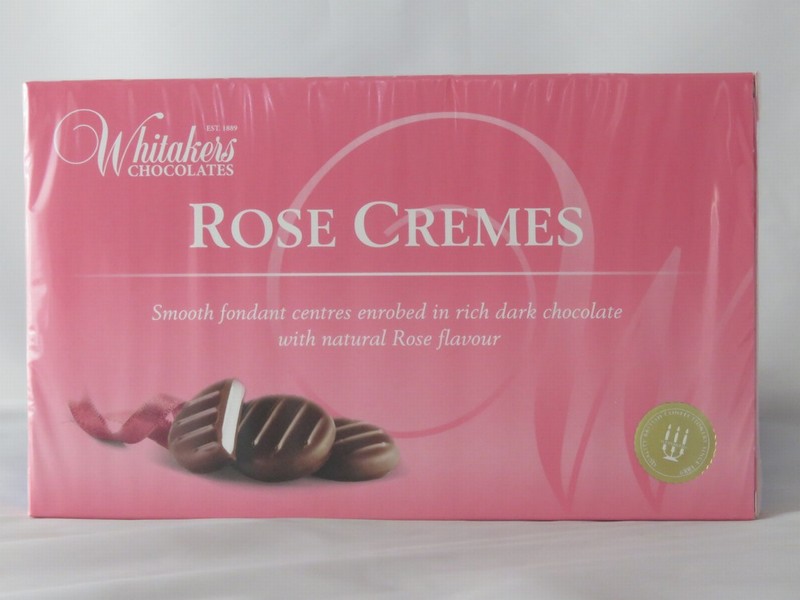 Whitakers
EST. 1889
CHOCOLATES
ROSE CREMES
Smooth fondant centres enrobed in rich dark chocolate
with natural Rose flavour